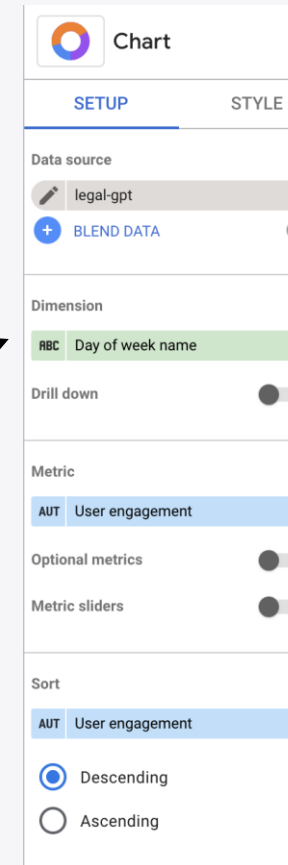 Chart
SETUP STYLE
Data source
legal-gpt
+ BLEND DATA
Dimension
ABC Day of week name
Drill down
Metric
AUT User engagement
Optional metrics
Metric sliders
Sort
AUT User engagement
Descending
Ascending